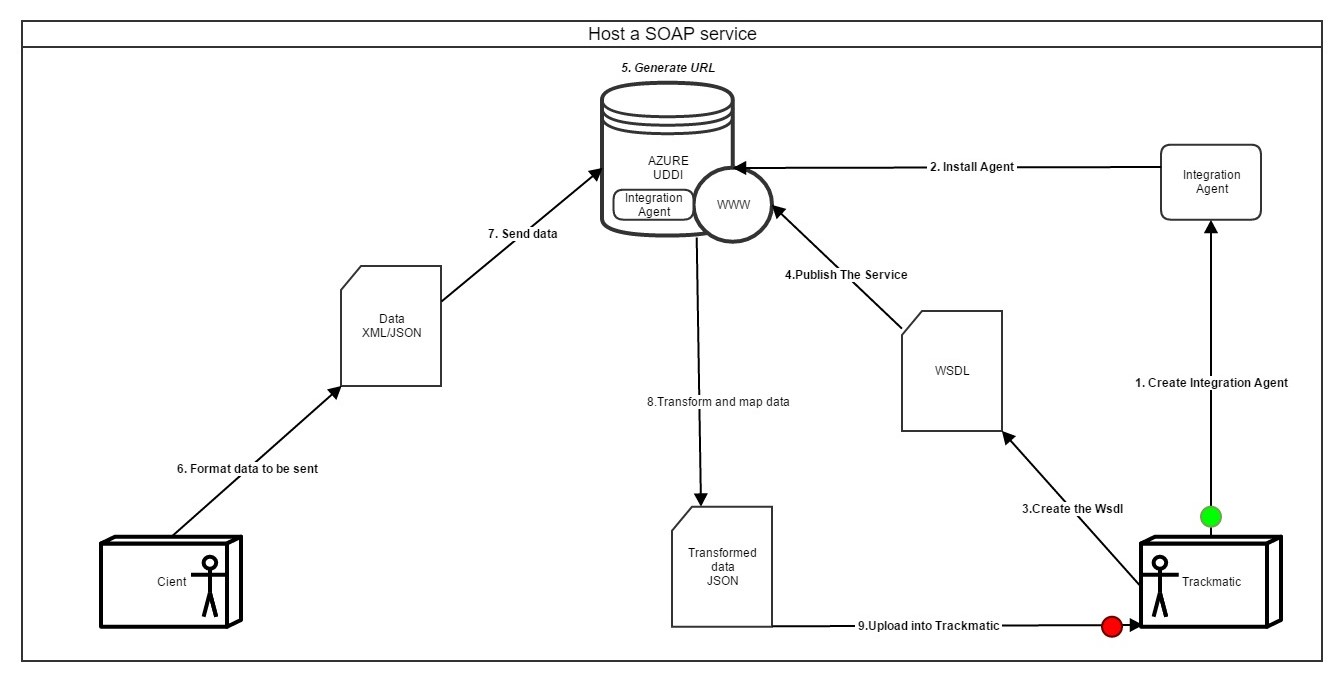 Host a SOAP service
5. Generate URL
AZURE
UDDI
Integration
Agent
WWW
2. Install Agent
Integration
Agent
7. Send data
4.Publish The Service
Data
XML/JSON
WSDL
1. Create Integration Agent
8.Transform and map data
6. Format data to be sent
3.Create the Wsdl
Cient
Transformed
data
JSON
Trackmatic
9.Upload into Trackmatic